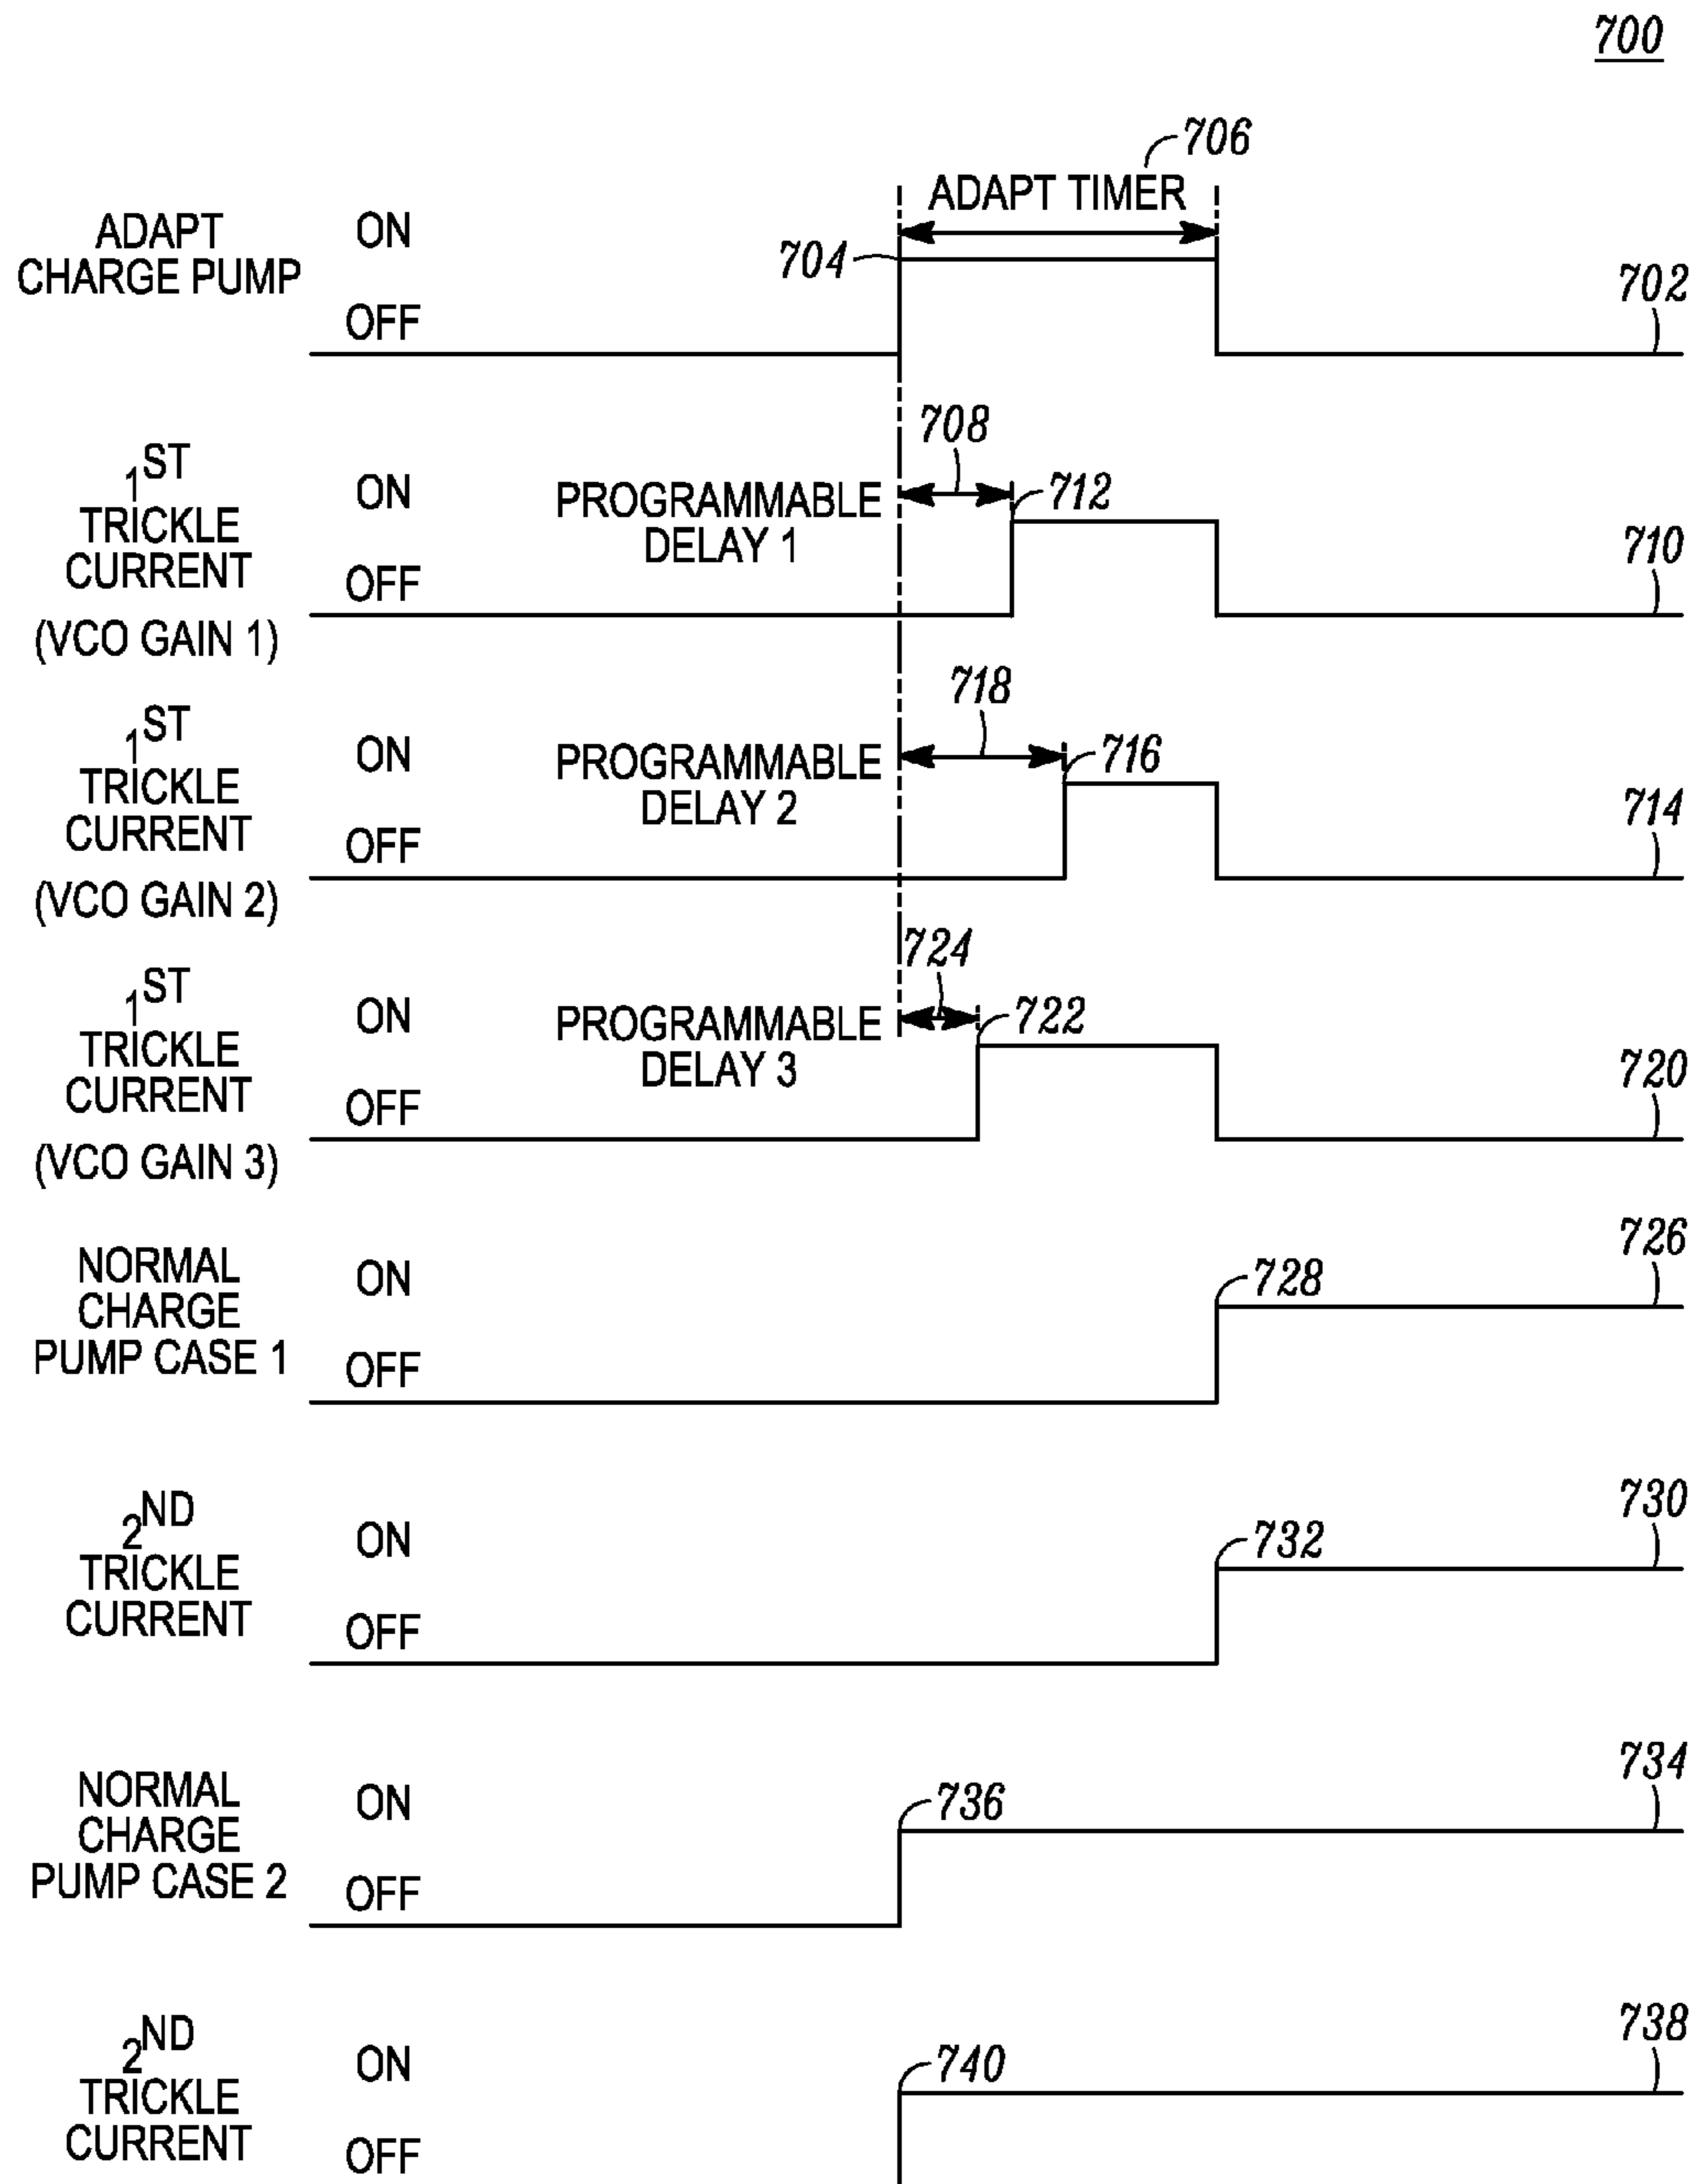 700
706
ADAPT TIMER
ADAPT
CHARGE PUMP
ON
OFF
704
702
708
1ST
TRICKLE
CURRENT
(VCO GAIN 1)
ON
OFF
PROGRAMMABLE
DELAY 1
712
710
718
1ST
TRICKLE
CURRENT
(VCO GAIN 2)
ON
OFF
PROGRAMMABLE
DELAY 2
716
714
724
1ST
TRICKLE
CURRENT
(VCO GAIN 3)
ON
OFF
PROGRAMMABLE
DELAY 3
722
720
NORMAL
CHARGE
PUMP CASE 1
ON
OFF
728
726
2ND
TRICKLE
CURRENT
ON
OFF
732
730
NORMAL
CHARGE
PUMP CASE 2
ON
OFF
736
734
2ND
TRICKLE
CURRENT
ON
OFF
740
738